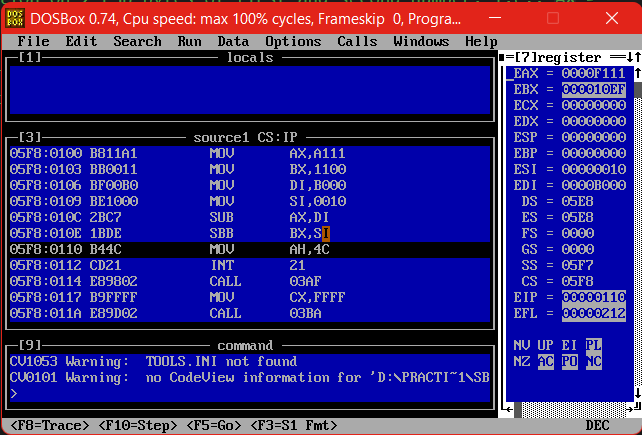 DOSBox 0.74, Cpu speed: max 100% cycles, Frameskip 0, Progra...
File Edit Search Run Data Options Calls Windows Help
[1] locals
[3] source1 CS:IP
05F8:0100 B811A1 MOV AX,A111
05F8:0103 BB0011 MOV BX,1100
05F8:0106 BF00B0 MOV DI,B000
05F8:0109 BE1000 MOV SI,0010
05F8:010C 2BC7 SUB AX,DI
05F8:010E 1BDE SBB BX,SI
05F8:0110 B44C MOV AH,4C
05F8:0112 CD21 INT 21
05F8:0114 E89802 CALL 03AF
05F8:0117 B9FFFF MOV CX,FFFF
05F8:011A E89D02 CALL 03BA
[9] command
CV1053 Warning: TOOLS.INI not found
CV0101 Warning: no CodeView information for 'D:\PRACTI~1\SB
>
[7]register
EAX = 0000F111
EBX = 000010EF
ECX = 00000000
EDX = 00000000
ESP = 00000000
EBP = 00000000
ESI = 00000010
EDI = 0000B000
DS = 05E8
ES = 05E8
FS = 0000
GS = 0000
SS = 05F7
CS = 05F8
EIP = 00000110
EFL = 00000212
NV UP EI PL
NZ AC PO NC
<F8=Trace> <F10=Step> <F5=Go> <F3=S1 Fmt> DEC